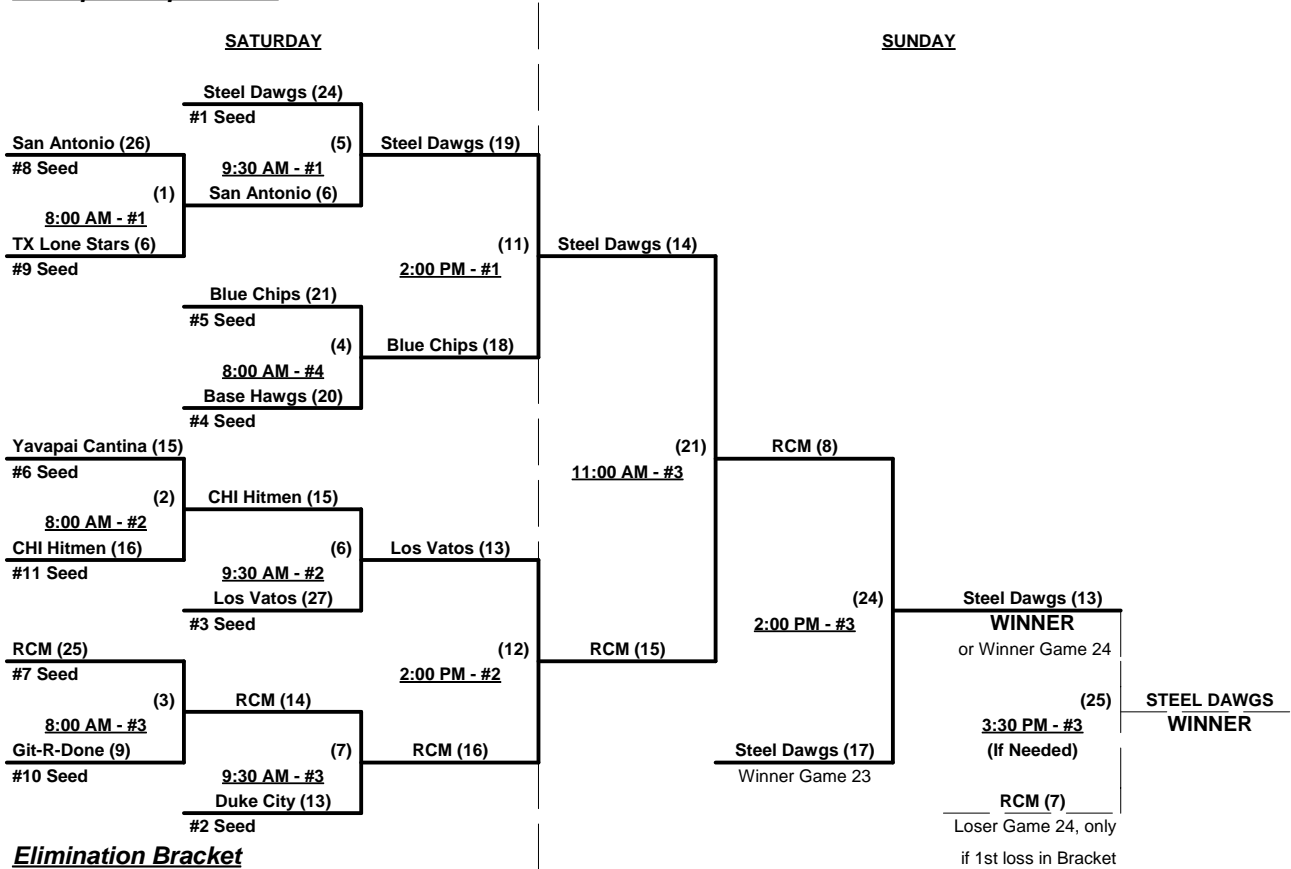 SATURDAY
SUNDAY
Steel Dawgs (24)
#1 Seed
San Antonio (26)
(5)
Steel Dawgs (19)
#8 Seed
9:30 AM - #1
(1)
San Antonio (6)
8:00 AM - #1
TX Lone Stars (6)
(11)
Steel Dawgs (14)
#9 Seed
2:00 PM - #1
Blue Chips (21)
#5 Seed
(4)
Blue Chips (18)
8:00 AM - #4
Base Hawgs (20)
#4 Seed
Yavapai Cantina (15)
(21)
RCM (8)
#6 Seed
11:00 AM - #3
(2)
CHI Hitmen (15)
8:00 AM - #2
CHI Hitmen (16)
(6)
Los Vatos (13)
#11 Seed
9:30 AM - #2
Los Vatos (27)
(24)
Steel Dawgs (13)
#3 Seed
2:00 PM - #3
WINNER
or Winner Game 24
RCM (25)
(12)
RCM (15)
#7 Seed
2:00 PM - #2
(3)
RCM (14)
(25)
STEEL DAWGS
8:00 AM - #3
3:30 PM - #3
WINNER
Git-R-Done (9)
(7)
RCM (16)
Steel Dawgs (17)
(If Needed)
#10 Seed
9:30 AM - #3
Winner Game 23
Duke City (13)
RCM (7)
#2 Seed
Loser Game 24, only
Elimination Bracket
if 1st loss in Bracket